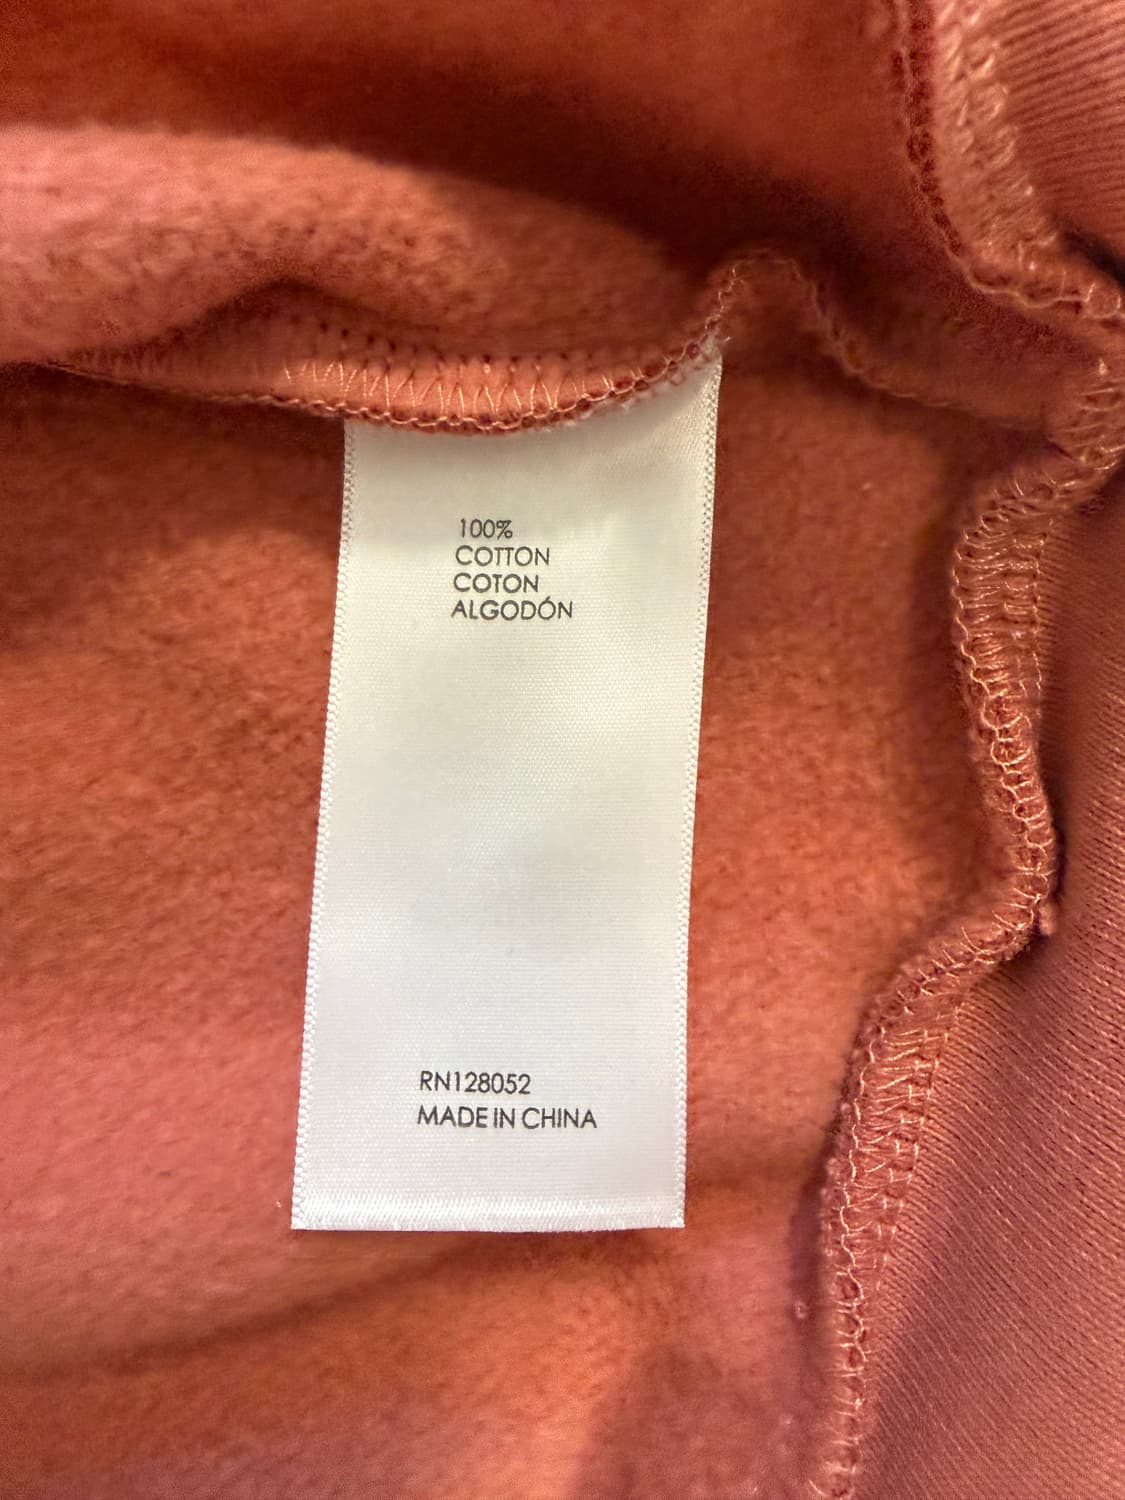 100%
COTTON
COTON
ALGODÓN
RN128052
MADE IN CHINA